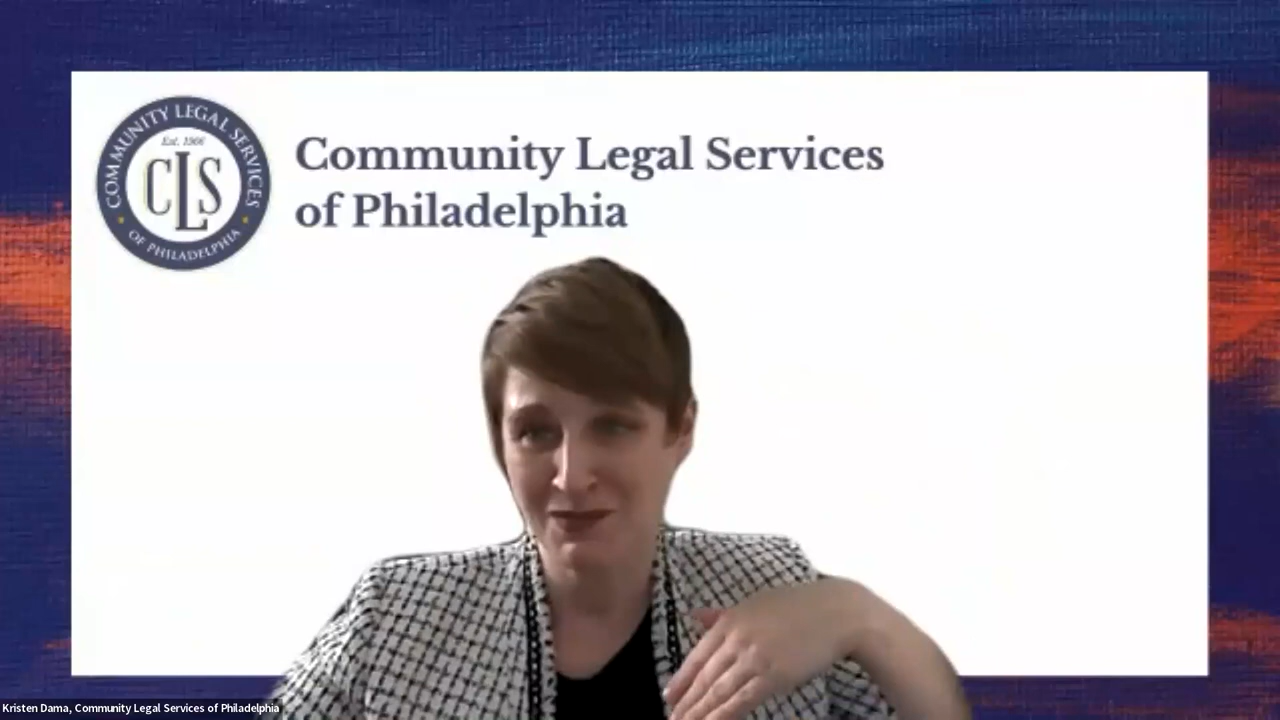 COMMUNITY LEGAL SERVICES
Est. 1966
CLS
OF PHILADELPHIA
Community Legal Services
of Philadelphia
Kristen Dama, Community Legal Services of Philadelphia